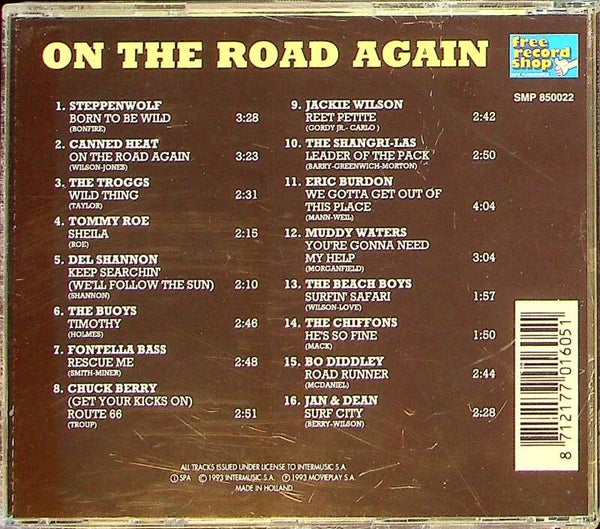 ON THE ROAD AGAIN
free
record
shop
SMP 850022
1. STEPPENWOLF
BORN TO BE WILD 3:28
(BONFIRE)
2. CANNED HEAT
ON THE ROAD AGAIN 3:23
(WILSON-JONES)
3. THE TROGGS
WILD THING 2:31
(TAYLOR)
4. TOMMY ROE
SHEILA 2:15
(ROE)
5. DEL SHANNON
KEEP SEARCHIN'
(WE'LL FOLLOW THE SUN) 2:10
(SHANNON)
6. THE BUOYS
TIMOTHY 2:46
(HOLMES)
7. FONTELLA BASS
RESCUE ME 2:48
(SMITH-MINER)
8. CHUCK BERRY
(GET YOUR KICKS ON)
ROUTE 66 2:51
(TROUP)
9. JACKIE WILSON
REET PETITE 2:42
(GORDY JR.- CARLO )
10. THE SHANGRI-LAS
LEADER OF THE PACK 2:50
(BARRY-GREENWICH-MORTON)
11. ERIC BURDON
WE GOTTA GET OUT OF
THIS PLACE 4:04
(MANN-WEIL)
12. MUDDY WATERS
YOU'RE GONNA NEED
MY HELP 3:04
(MORGANFIELD)
13. THE BEACH BOYS
SURFIN' SAFARI 1:57
(WILSON-LOVE)
14. THE CHIFFONS
HE'S SO FINE 1:50
(MACK)
15. BO DIDDLEY
ROAD RUNNER 2:44
(MCDANIEL)
16. JAN & DEAN
SURF CITY 2:28
(BERRY-WILSON)
8 712177 016051
ALL TRACKS ISSUED UNDER LICENSE TO INTERMUSIC S.A.
Ⓘ SPA © 1993 INTERMUSIC S.A. Ⓟ 1993 MOVIEPLAY S.A.
MADE IN HOLLAND.